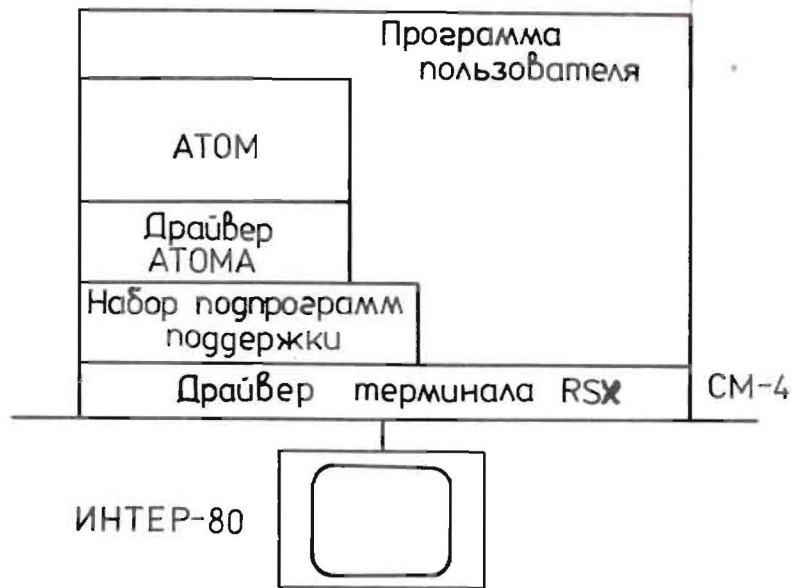 Программа
пользователя
АТОМ
Драйвер
АТОМА
Набор подпрограмм
поддержки
Драйвер терминала RSX
СМ-4
ИНТЕР-80